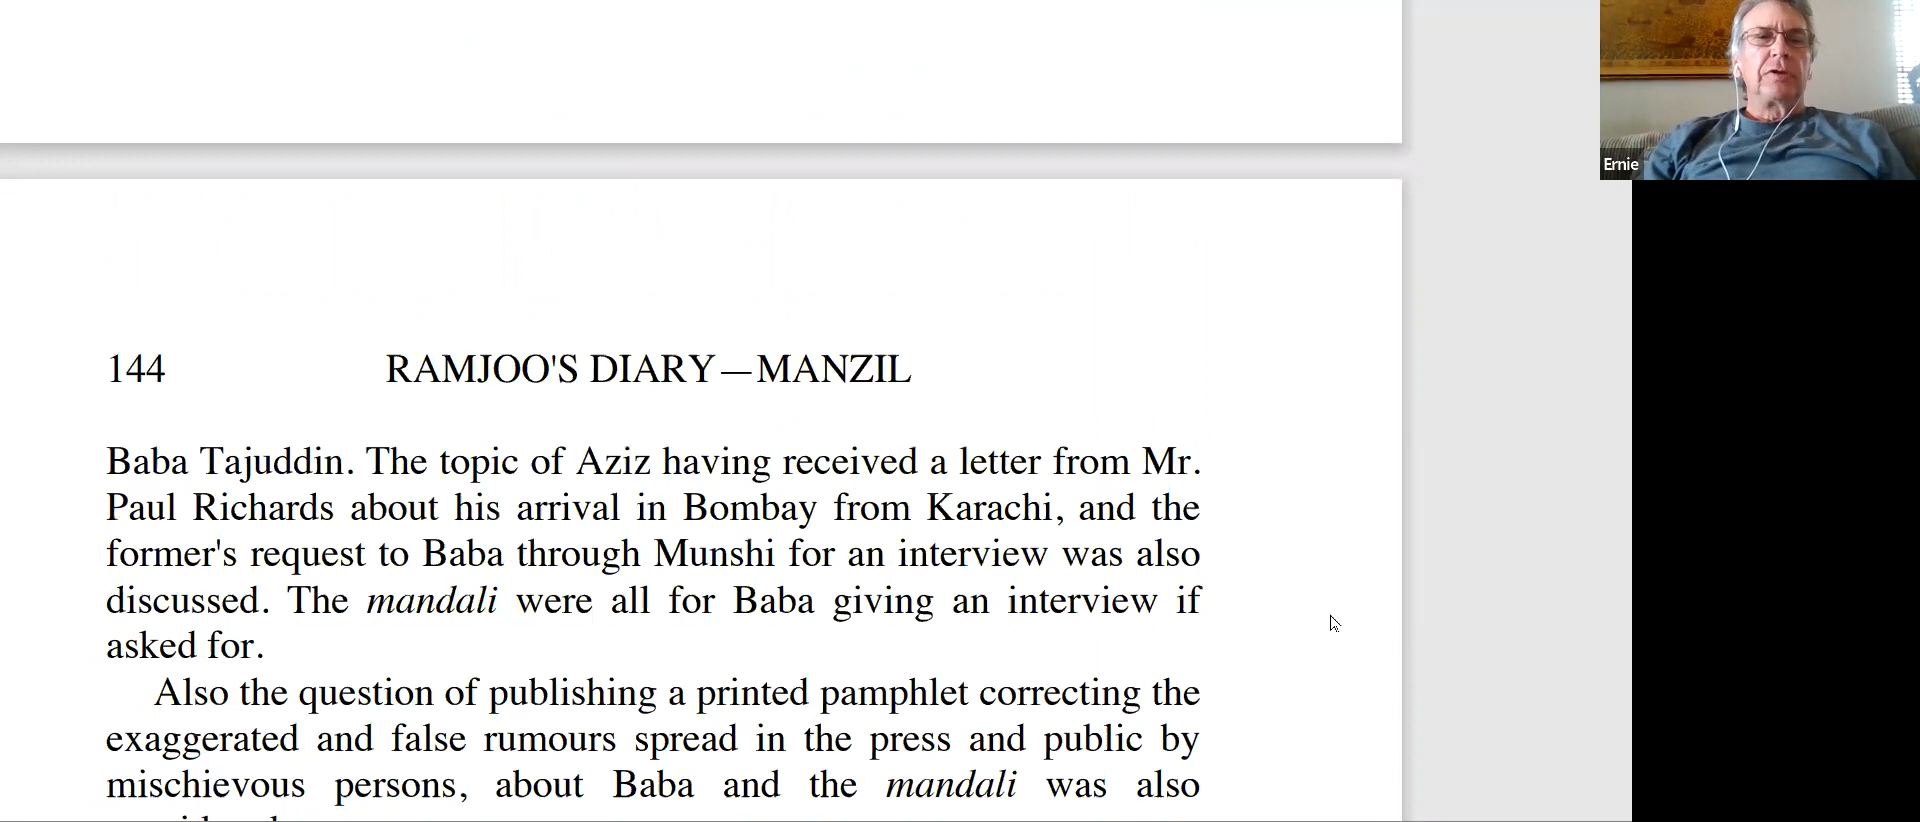 Ernie
144 RAMJOO'S DIARY—MANZIL
Baba Tajuddin. The topic of Aziz having received a letter from Mr.
Paul Richards about his arrival in Bombay from Karachi, and the
former's request to Baba through Munshi for an interview was also
discussed. The mandali were all for Baba giving an interview if
asked for.
Also the question of publishing a printed pamphlet correcting the
exaggerated and false rumours spread in the press and public by
mischievous persons, about Baba and the mandali was also